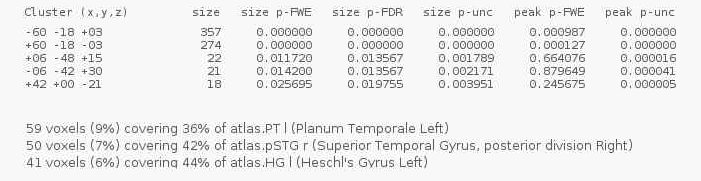 Cluster (x,y,z) size size p-FWE size p-FDR size p-unc peak p-FWE peak p-unc
-60 -18 +03 357 0.000000 0.000000 0.000000 0.000987 0.000000
+60 -18 -03 274 0.000000 0.000000 0.000000 0.000127 0.000000
+06 -48 +15 22 0.011720 0.013567 0.001789 0.664076 0.000016
-06 -42 +30 21 0.014200 0.013567 0.002171 0.879649 0.000041
+42 +00 -21 18 0.025695 0.019755 0.003951 0.245675 0.000005
59 voxels (9%) covering 36% of atlas.PT l (Planum Temporale Left)
50 voxels (7%) covering 42% of atlas.pSTG r (Superior Temporal Gyrus, posterior division Right)
41 voxels (6%) covering 44% of atlas.HG l (Heschl's Gyrus Left)